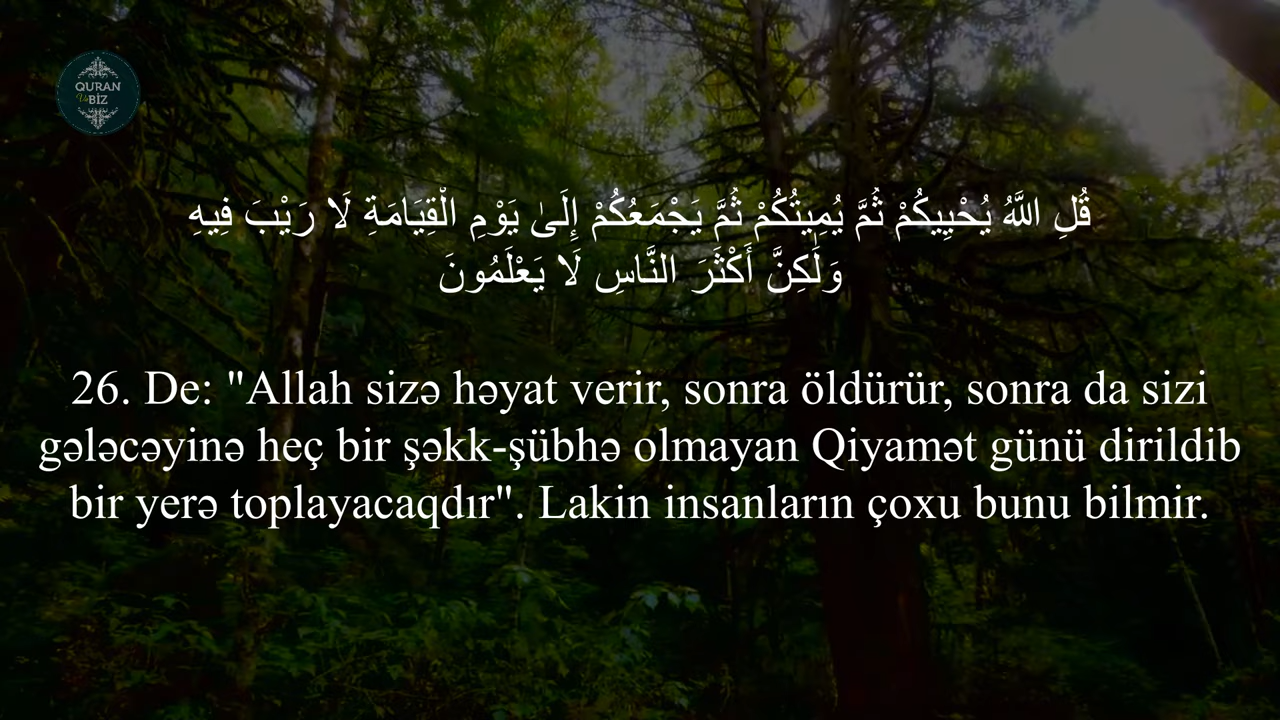 QURAN
Və BİZ
قُلِ اللَّهُ يُحْيِيكُمْ ثُمَّ يُمِيتُكُمْ ثُمَّ يَجْمَعُكُمْ إِلَىٰ يَوْمِ الْقِيَامَةِ لَا رَيْبَ فِيهِ
وَلَٰكِنَّ أَكْثَرَ النَّاسِ لَا يَعْلَمُونَ
26. De: "Allah sizə həyat verir, sonra öldürür, sonra da sizi
gələcəyinə heç bir şəkk-şübhə olmayan Qiyamət günü dirildib
bir yerə toplayacaqdır". Lakin insanların çoxu bunu bilmir.